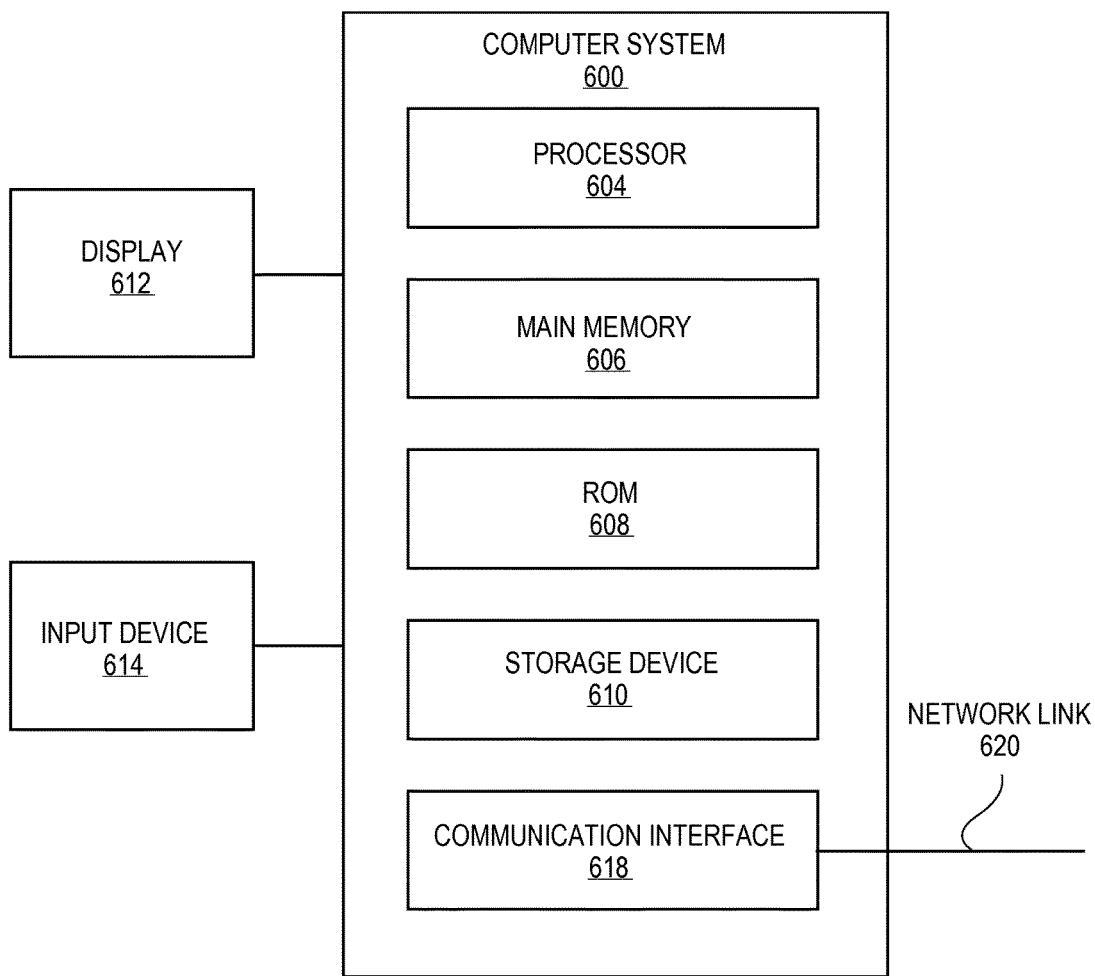 COMPUTER SYSTEM
600
PROCESSOR
604
DISPLAY
612
MAIN MEMORY
606
ROM
608
INPUT DEVICE
614
STORAGE DEVICE
610
NETWORK LINK
620
COMMUNICATION INTERFACE
618